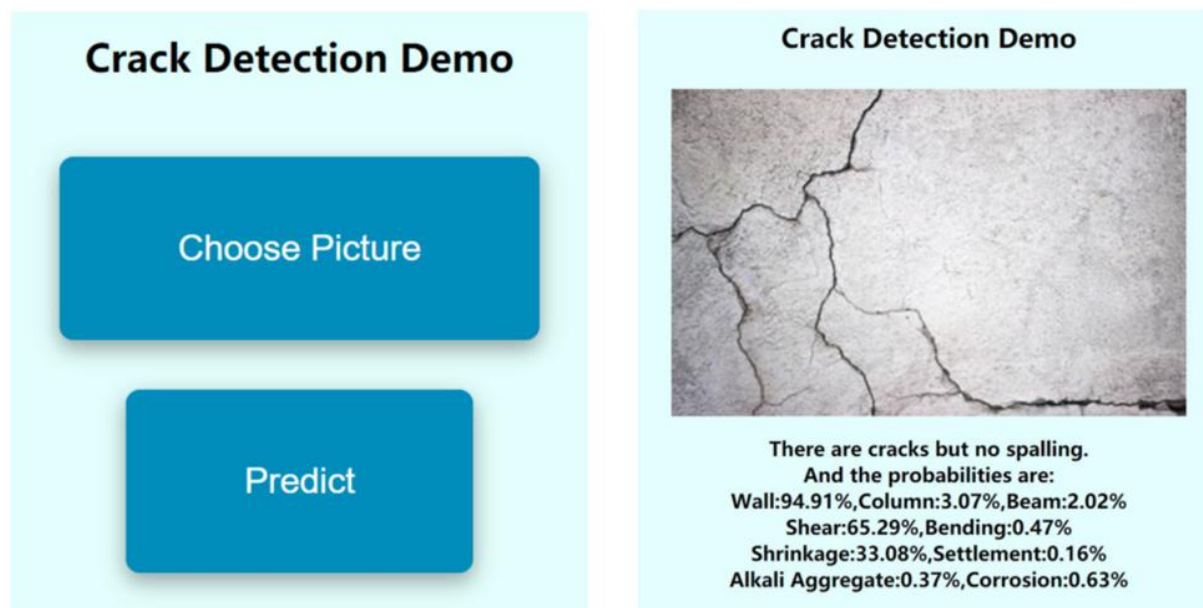 Crack Detection Demo
Choose Picture
Predict
Crack Detection Demo
There are cracks but no spalling.
And the probabilities are:
Wall:94.91%,Column:3.07%,Beam:2.02%
Shear:65.29%,Bending:0.47%
Shrinkage:33.08%,Settlement:0.16%
Alkali Aggregate:0.37%,Corrosion:0.63%